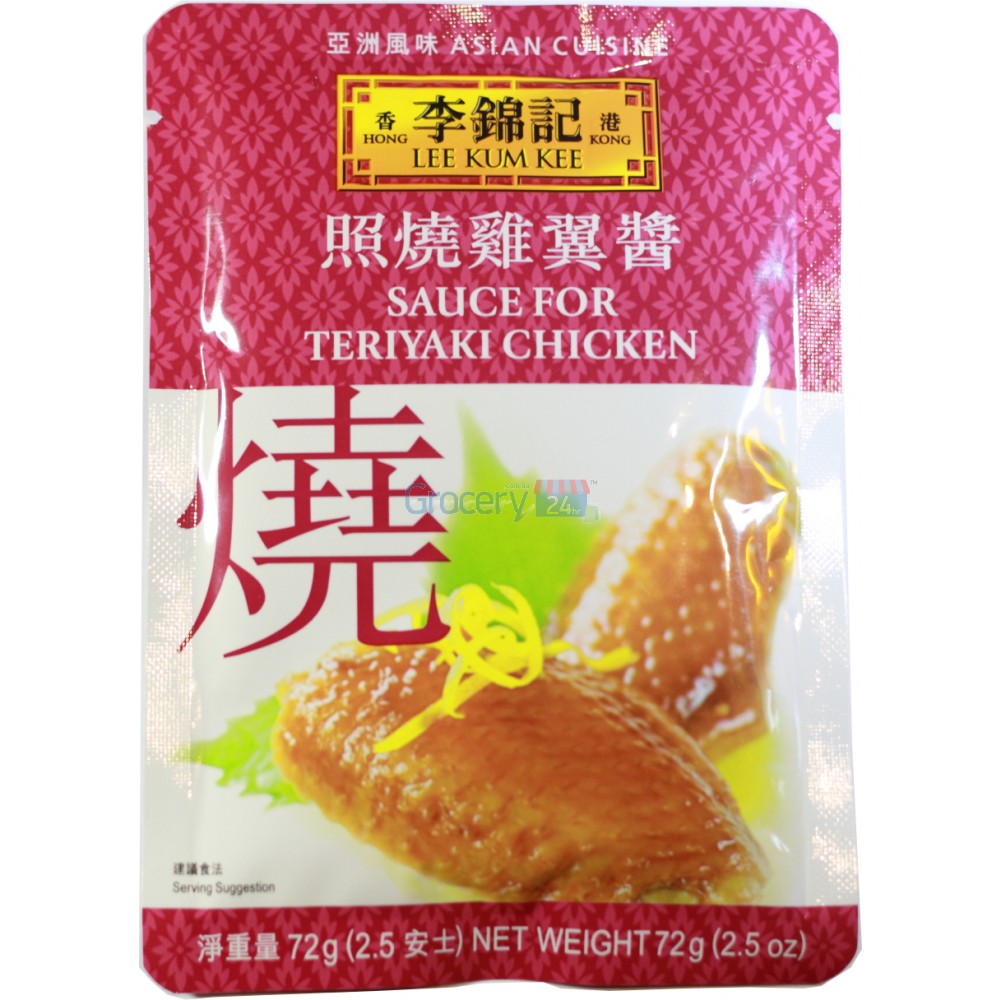 亞洲風味 ASIAN CUISINE
香 李錦記 港
HONG LEE KUM KEE KONG
照燒雞翼醬
SAUCE FOR
TERIYAKI CHICKEN
燒
Grocery 24hr ™
建議食法
Serving Suggestion
淨重量 72g (2.5 安士) NET WEIGHT 72g (2.5 oz)